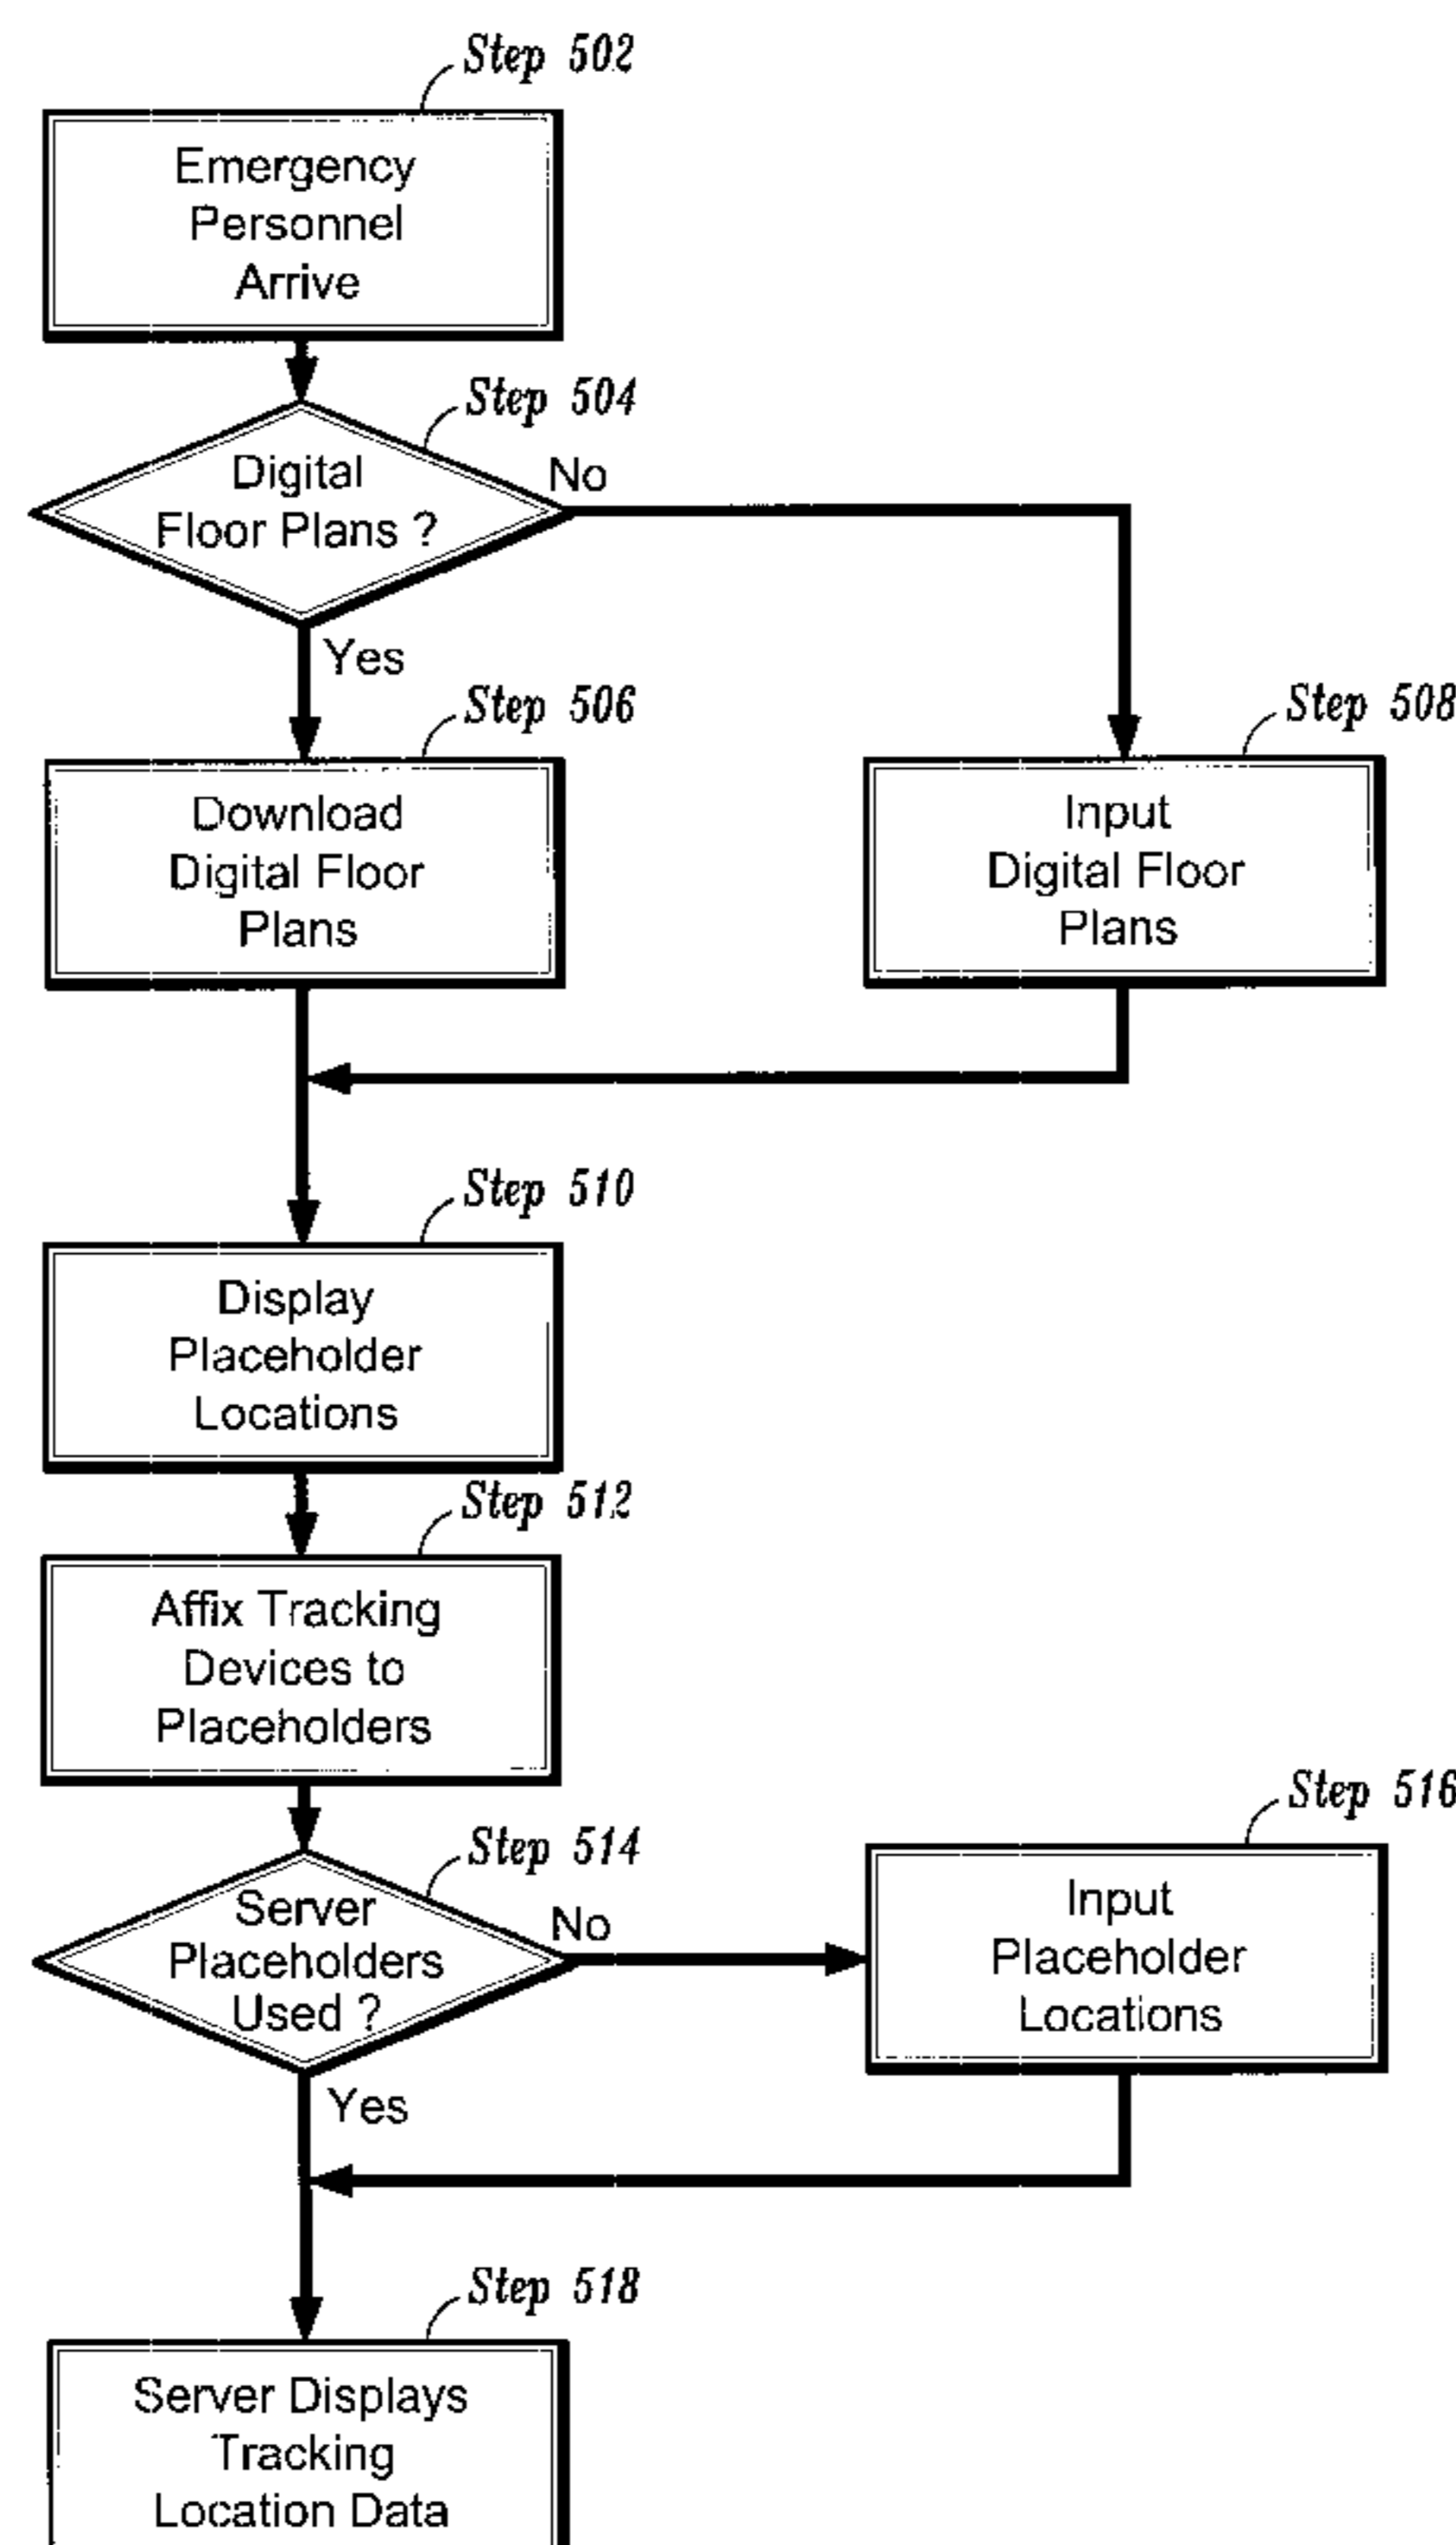 Step 502
Emergency
Personnel
Arrive
Step 504
Digital
Floor Plans ?
No
Yes
Step 506
Download
Digital Floor
Plans
Step 508
Input
Digital Floor
Plans
Step 510
Display
Placeholder
Locations
Step 512
Affix Tracking
Devices to
Placeholders
Step 514
Server
Placeholders
Used ?
No
Yes
Step 516
Input
Placeholder
Locations
Step 518
Server Displays
Tracking
Location Data